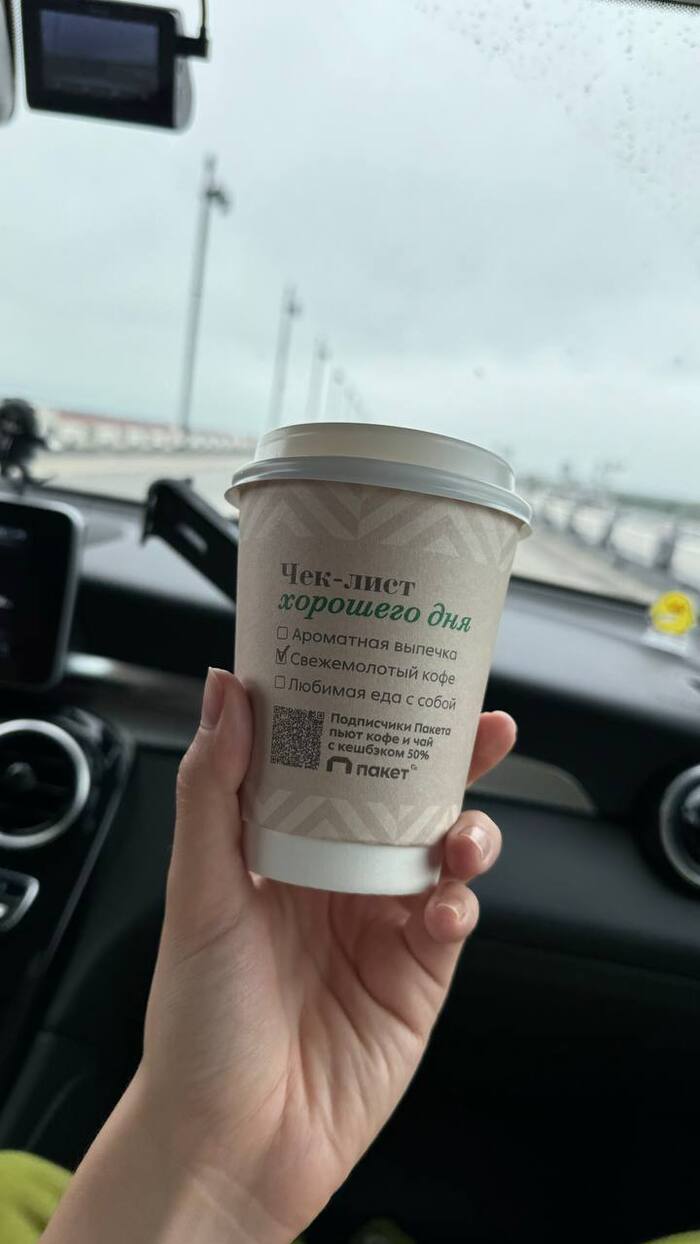 Чек-лист
хорошего дня
Ароматная выпечка
Свежемолотый кофе
Любимая еда с собой
Подписчики Пакета
пьют кофе и чай
с кешбэком 50%
пакет